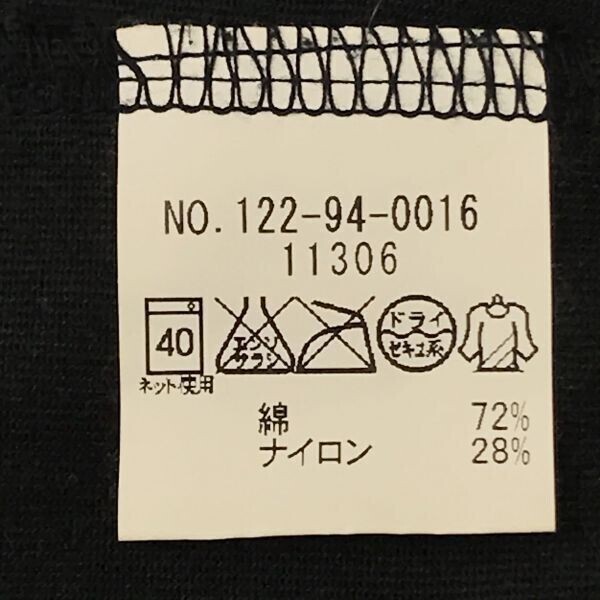 NO. 122-94-0016
11306
40
エンソ
サラシ
ドライ
セキユ系
ネット使用
綿 72%
ナイロン 28%